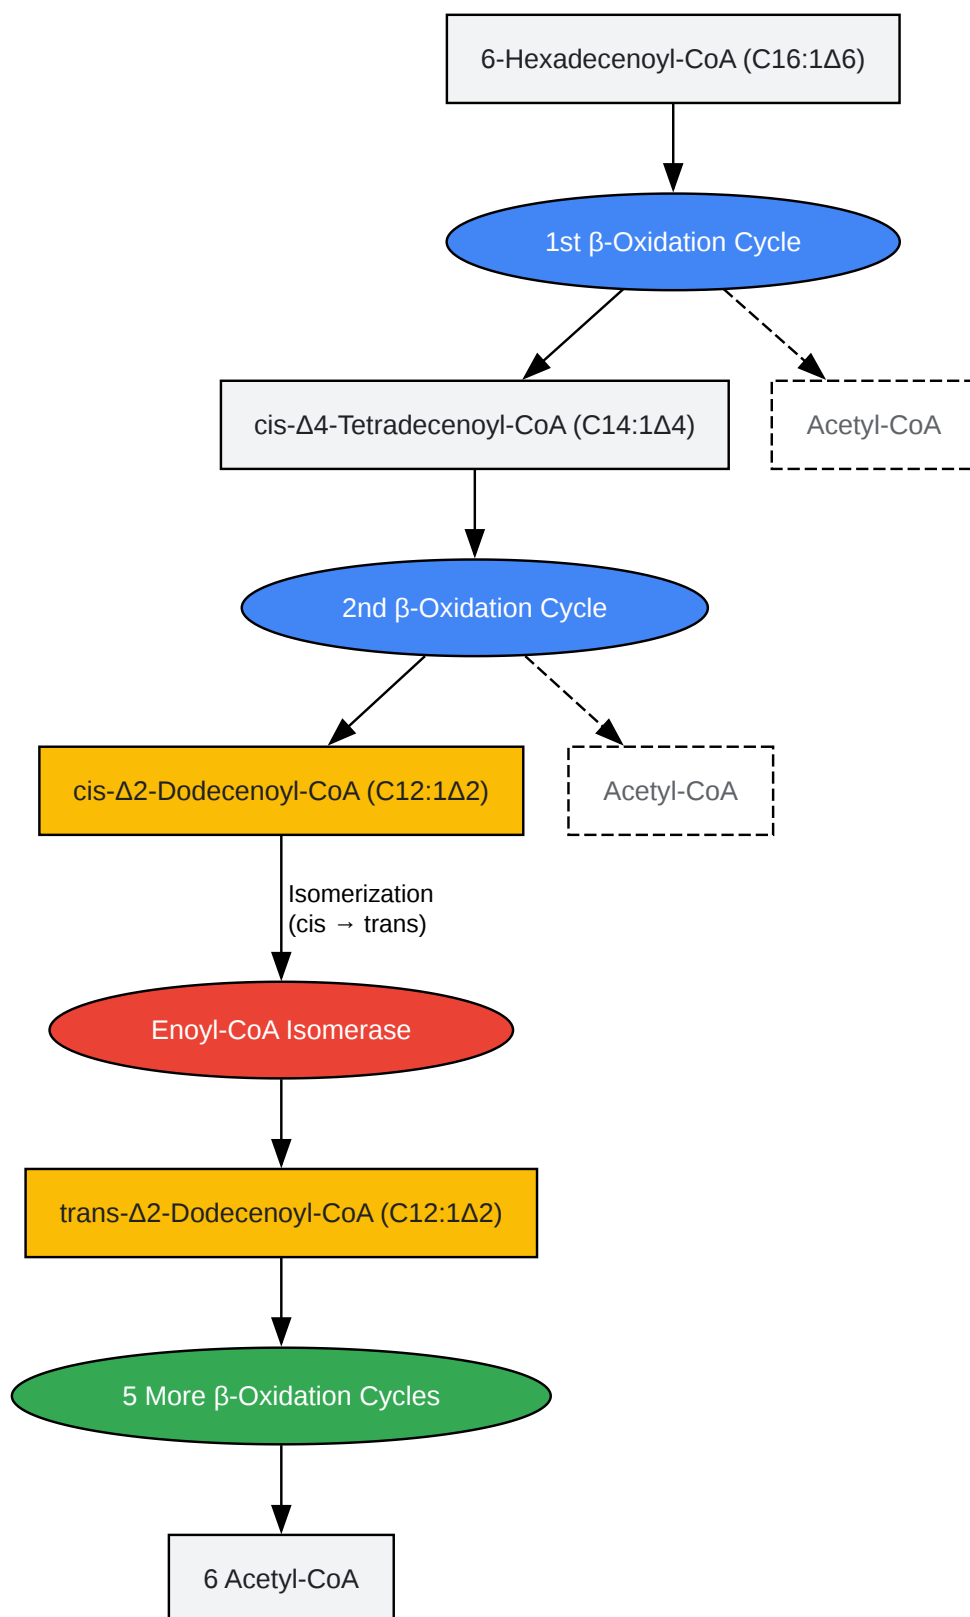 6-Hexadecenoyl-CoA (C16:1Δ6)
1st β-Oxidation Cycle
cis-Δ4-Tetradecenoyl-CoA (C14:1Δ4)
Acetyl-CoA
2nd β-Oxidation Cycle
cis-Δ2-Dodecenoyl-CoA (C12:1Δ2)
Acetyl-CoA
Isomerization
(cis → trans)
Enoyl-CoA Isomerase
trans-Δ2-Dodecenoyl-CoA (C12:1Δ2)
5 More β-Oxidation Cycles
6 Acetyl-CoA